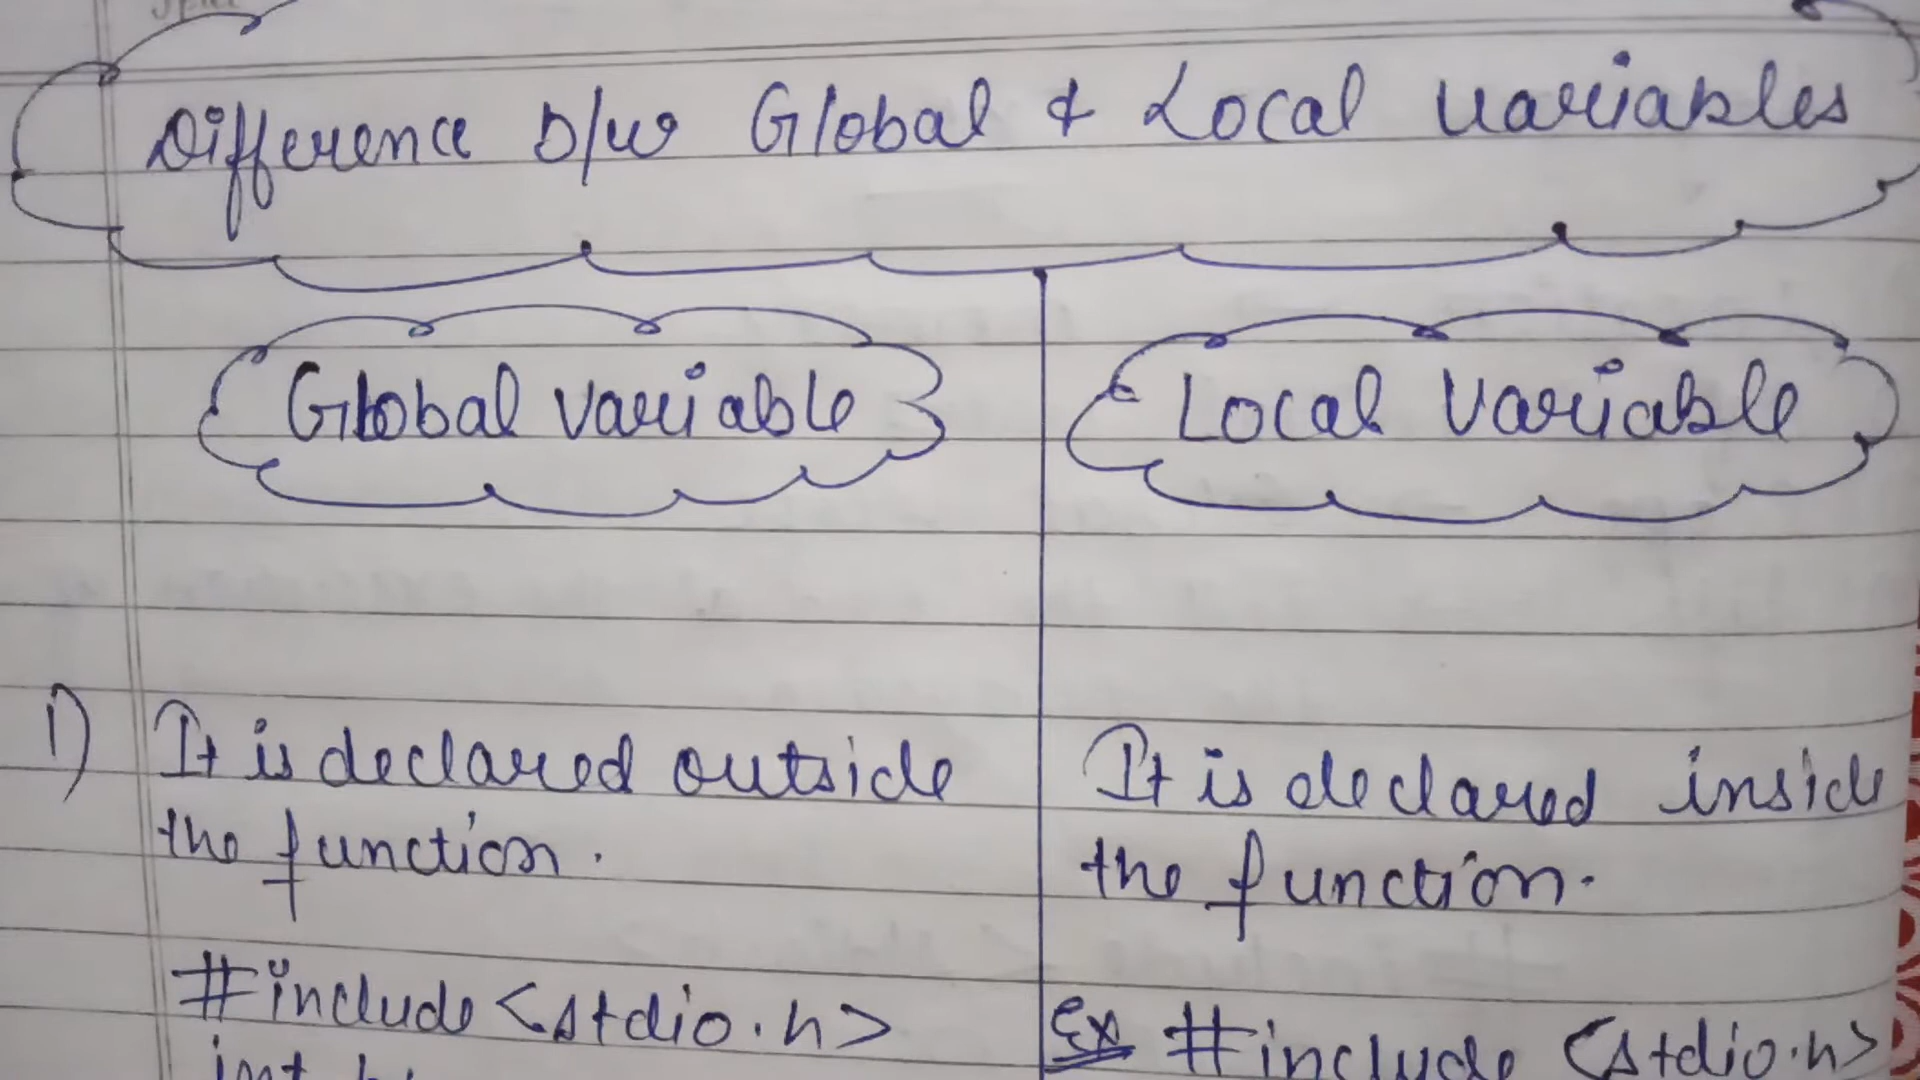 Difference b/w Global & Local variables
Global variable
Local Variable
1) It is declared outside
the function.
#include <stdio.h>
int
It is declared inside
the function.
Ex #include <stdio.h>